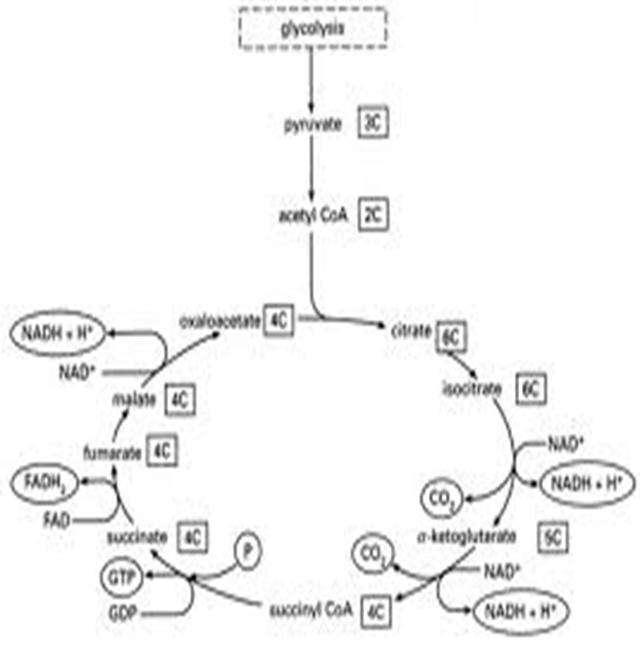 glycolysis
pyruvate 3C
acetyl CoA 2C
oxaloacetate 4C
citrate 6C
isocitrate 6C
NAD⁺
NADH + H⁺
CO₂
α-ketoglutarate 5C
NAD⁺
NADH + H⁺
CO₂
succinyl CoA 4C
P
GTP
GDP
succinate 4C
FADH₂
FAD
fumarate 4C
malate 4C
NADH + H⁺
NAD⁺